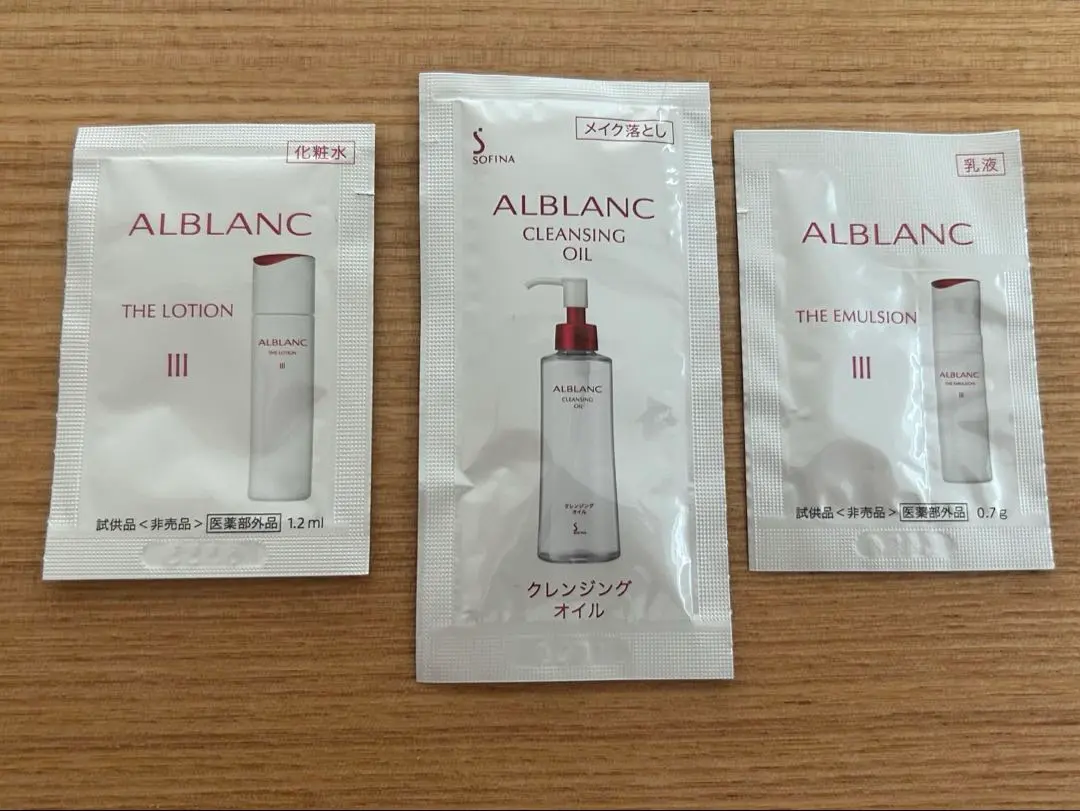 化粧水
ALBLANC
THE LOTION
III
ALBLANC
THE LOTION
III
試供品<非売品> 医薬部外品 1.2ml
メイク落とし
SOFINA
ALBLANC
CLEANSING
OIL
ALBLANC
CLEANSING
OIL
クレンジング
オイル
クレンジング
オイル
乳液
ALBLANC
THE EMULSION
III
ALBLANC
THE EMULSION
III
試供品<非売品> 医薬部外品 0.7g